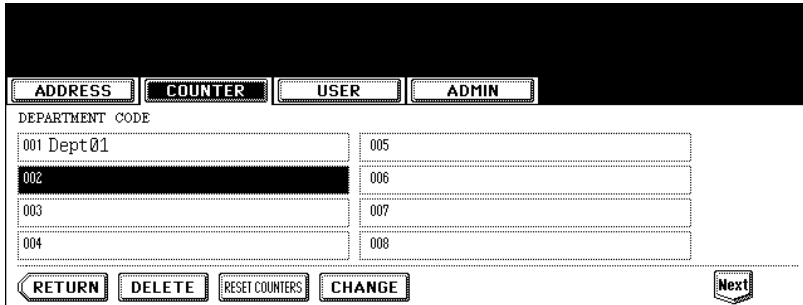 ADDRESS COUNTER USER ADMIN
DEPARTMENT CODE
001 Dept01 005
002 006
003 007
004 008
RETURN DELETE RESET COUNTERS CHANGE Next